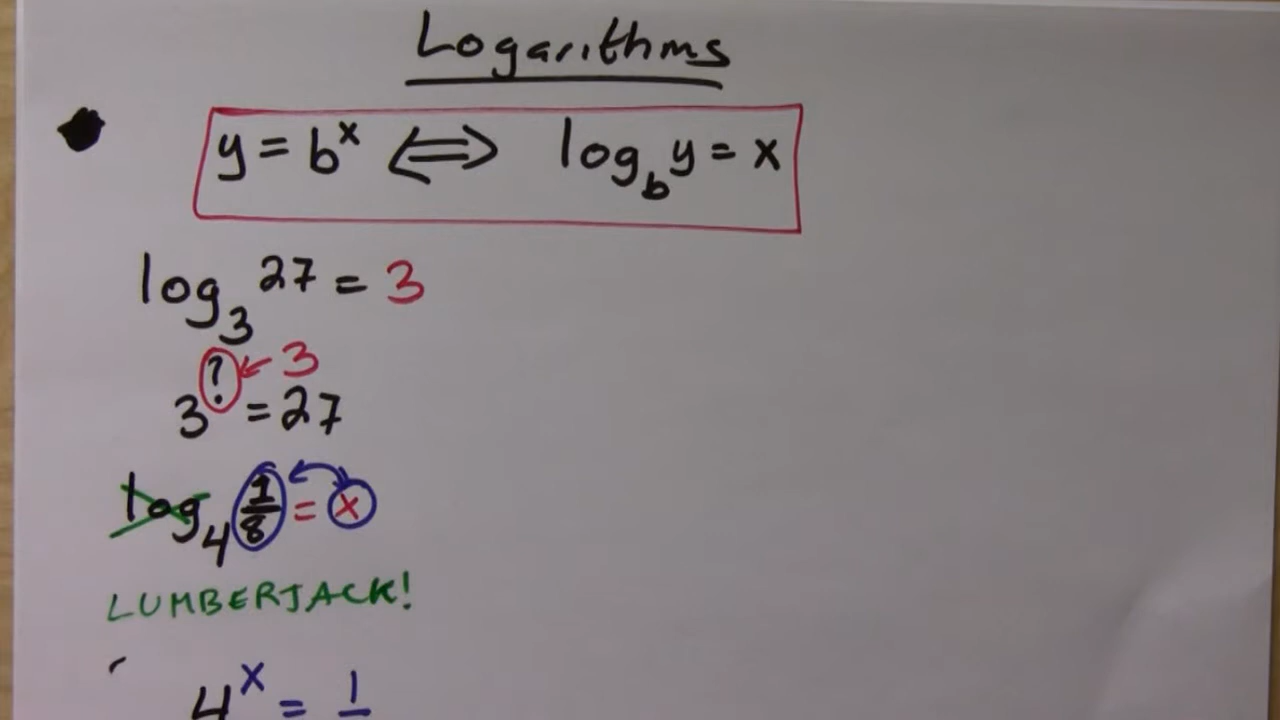 Logarithms
y = b^x ⟺ log_b y = x
log_3 27 = 3
? ← 3
3^? = 27
log_4 1/8 = x
LUMBERJACK!
4^x = 1